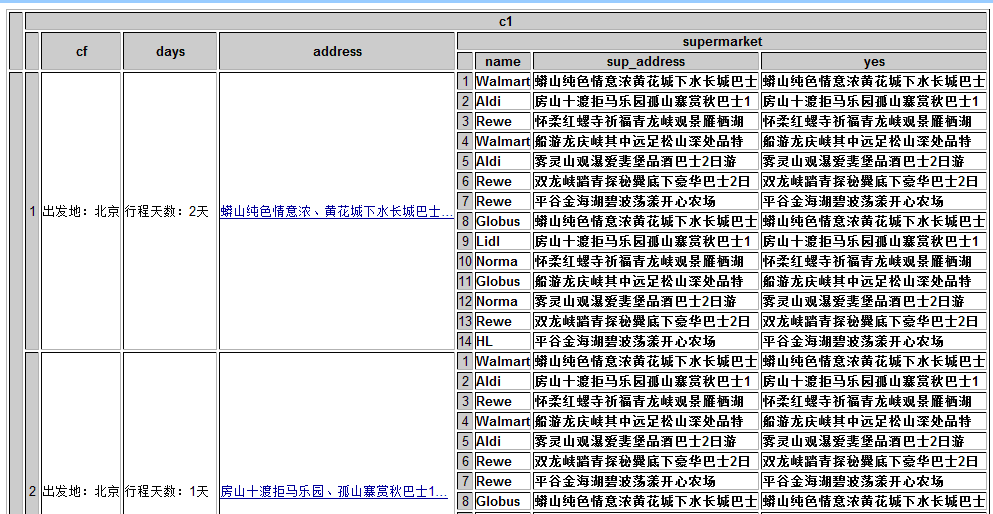 c1
cf days address supermarket
name sup_address yes
1 出发地：北京 行程天数：2天 蟒山纯色情意浓、黄花城下水长城巴士...
1 Walmart 蟒山纯色情意浓黄花城下水长城巴士 蟒山纯色情意浓黄花城下水长城巴士
2 Aldi 房山十渡拒马乐园孤山寨赏秋巴士1 房山十渡拒马乐园孤山寨赏秋巴士1
3 Rewe 怀柔红螺寺祈福青龙峡观景雁栖湖 怀柔红螺寺祈福青龙峡观景雁栖湖
4 Walmart 船游龙庆峡其中远足松山深处品特 船游龙庆峡其中远足松山深处品特
5 Aldi 雾灵山观瀑爱斐堡品酒巴士2日游 雾灵山观瀑爱斐堡品酒巴士2日游
6 Rewe 双龙峡踏青探秘爨底下豪华巴士2日 双龙峡踏青探秘爨底下豪华巴士2日
7 Rewe 平谷金海湖碧波荡漾开心农场 平谷金海湖碧波荡漾开心农场
8 Globus 蟒山纯色情意浓黄花城下水长城巴士 蟒山纯色情意浓黄花城下水长城巴士
9 Lidl 房山十渡拒马乐园孤山寨赏秋巴士1 房山十渡拒马乐园孤山寨赏秋巴士1
10 Norma 怀柔红螺寺祈福青龙峡观景雁栖湖 怀柔红螺寺祈福青龙峡观景雁栖湖
11 Globus 船游龙庆峡其中远足松山深处品特 船游龙庆峡其中远足松山深处品特
12 Norma 雾灵山观瀑爱斐堡品酒巴士2日游 雾灵山观瀑爱斐堡品酒巴士2日游
13 Rewe 双龙峡踏青探秘爨底下豪华巴士2日 双龙峡踏青探秘爨底下豪华巴士2日
14 HL 平谷金海湖碧波荡漾开心农场 平谷金海湖碧波荡漾开心农场
2 出发地：北京 行程天数：1天 房山十渡拒马乐园、孤山寨赏秋巴士1...
1 Walmart 蟒山纯色情意浓黄花城下水长城巴士 蟒山纯色情意浓黄花城下水长城巴士
2 Aldi 房山十渡拒马乐园孤山寨赏秋巴士1 房山十渡拒马乐园孤山寨赏秋巴士1
3 Rewe 怀柔红螺寺祈福青龙峡观景雁栖湖 怀柔红螺寺祈福青龙峡观景雁栖湖
4 Walmart 船游龙庆峡其中远足松山深处品特 船游龙庆峡其中远足松山深处品特
5 Aldi 雾灵山观瀑爱斐堡品酒巴士2日游 雾灵山观瀑爱斐堡品酒巴士2日游
6 Rewe 双龙峡踏青探秘爨底下豪华巴士2日 双龙峡踏青探秘爨底下豪华巴士2日
7 Rewe 平谷金海湖碧波荡漾开心农场 平谷金海湖碧波荡漾开心农场
8 Globus 蟒山纯色情意浓黄花城下水长城巴士 蟒山纯色情意浓黄花城下水长城巴士